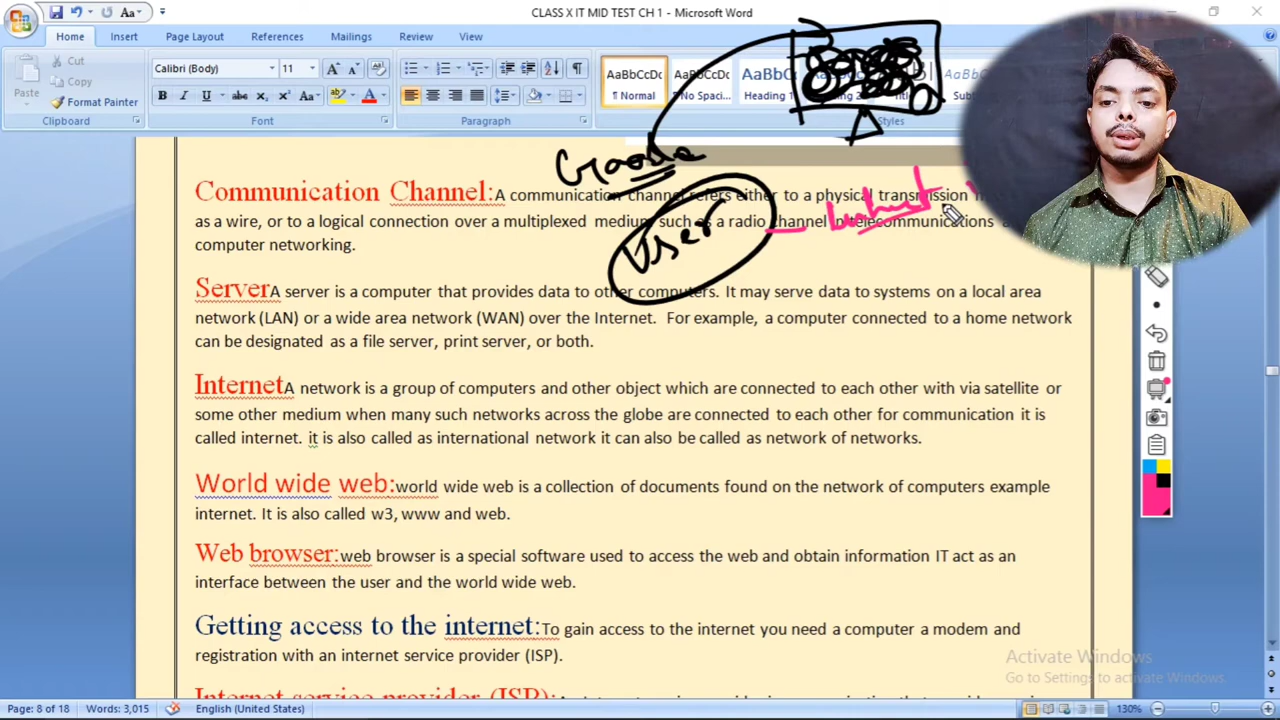 CLASS X IT MID TEST CH 1 - Microsoft Word
Home Insert Page Layout References Mailings Review View
Cut
Copy
Format Painter
Paste
Calibri (Body) 11
AaBbCcDc AaBbCcDc AaBbC
¶ Normal ¶ No Spaci... Heading 1
Clipboard Font Paragraph Styles
Google
User
Communication Channel:A communication channel refers either to a physical transmission
as a wire, or to a logical connection over a multiplexed medium such as a radio channel in telecommunications
computer networking.
ServerA server is a computer that provides data to other computers. It may serve data to systems on a local area
network (LAN) or a wide area network (WAN) over the Internet. For example, a computer connected to a home network
can be designated as a file server, print server, or both.
InternetA network is a group of computers and other object which are connected to each other with via satellite or
some other medium when many such networks across the globe are connected to each other for communication it is
called internet. it is also called as international network it can also be called as network of networks.
World wide web:world wide web is a collection of documents found on the network of computers example
internet. It is also called w3, www and web.
Web browser:web browser is a special software used to access the web and obtain information IT act as an
interface between the user and the world wide web.
Getting access to the internet:To gain access to the internet you need a computer a modem and
registration with an internet service provider (ISP).
Internet service provider (ISP):
Activate Windows
Go to Settings to activate Windows.
Page: 8 of 18 Words: 3,015 English (United States) 130%